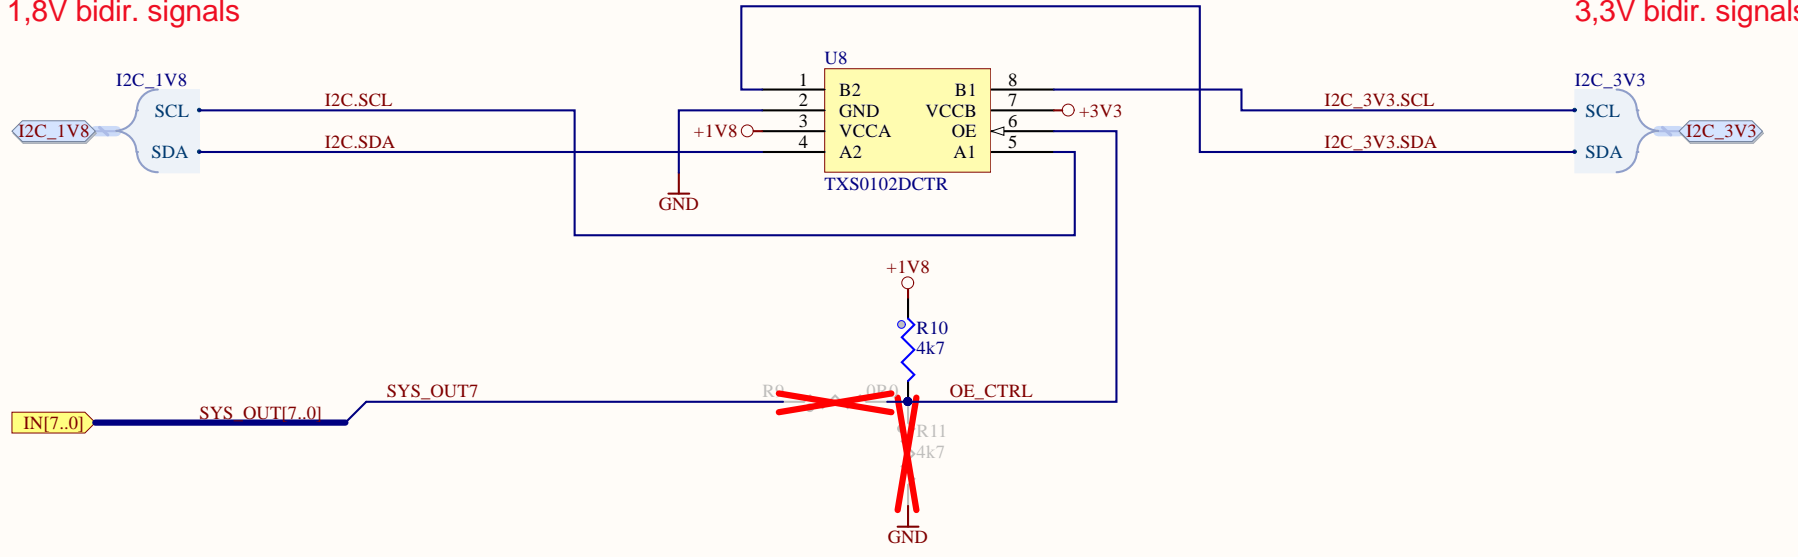 1,8V bidir. signals
3,3V bidir. signals
U8
I2C_1V8
I2C_3V3
1
B2
B1
8
SCL
I2C.SCL
2
GND
VCCB
7
+3V3
I2C_3V3.SCL
SCL
I2C_1V8
+1V8
3
VCCA
OE
6
I2C_3V3
SDA
I2C.SDA
4
A2
A1
5
I2C_3V3.SDA
SDA
TXS0102DCTR
GND
+1V8
R10
4k7
SYS_OUT7
R9
0R0
OE_CTRL
IN[7..0]
SYS_OUT[7..0]
R11
4k7
GND